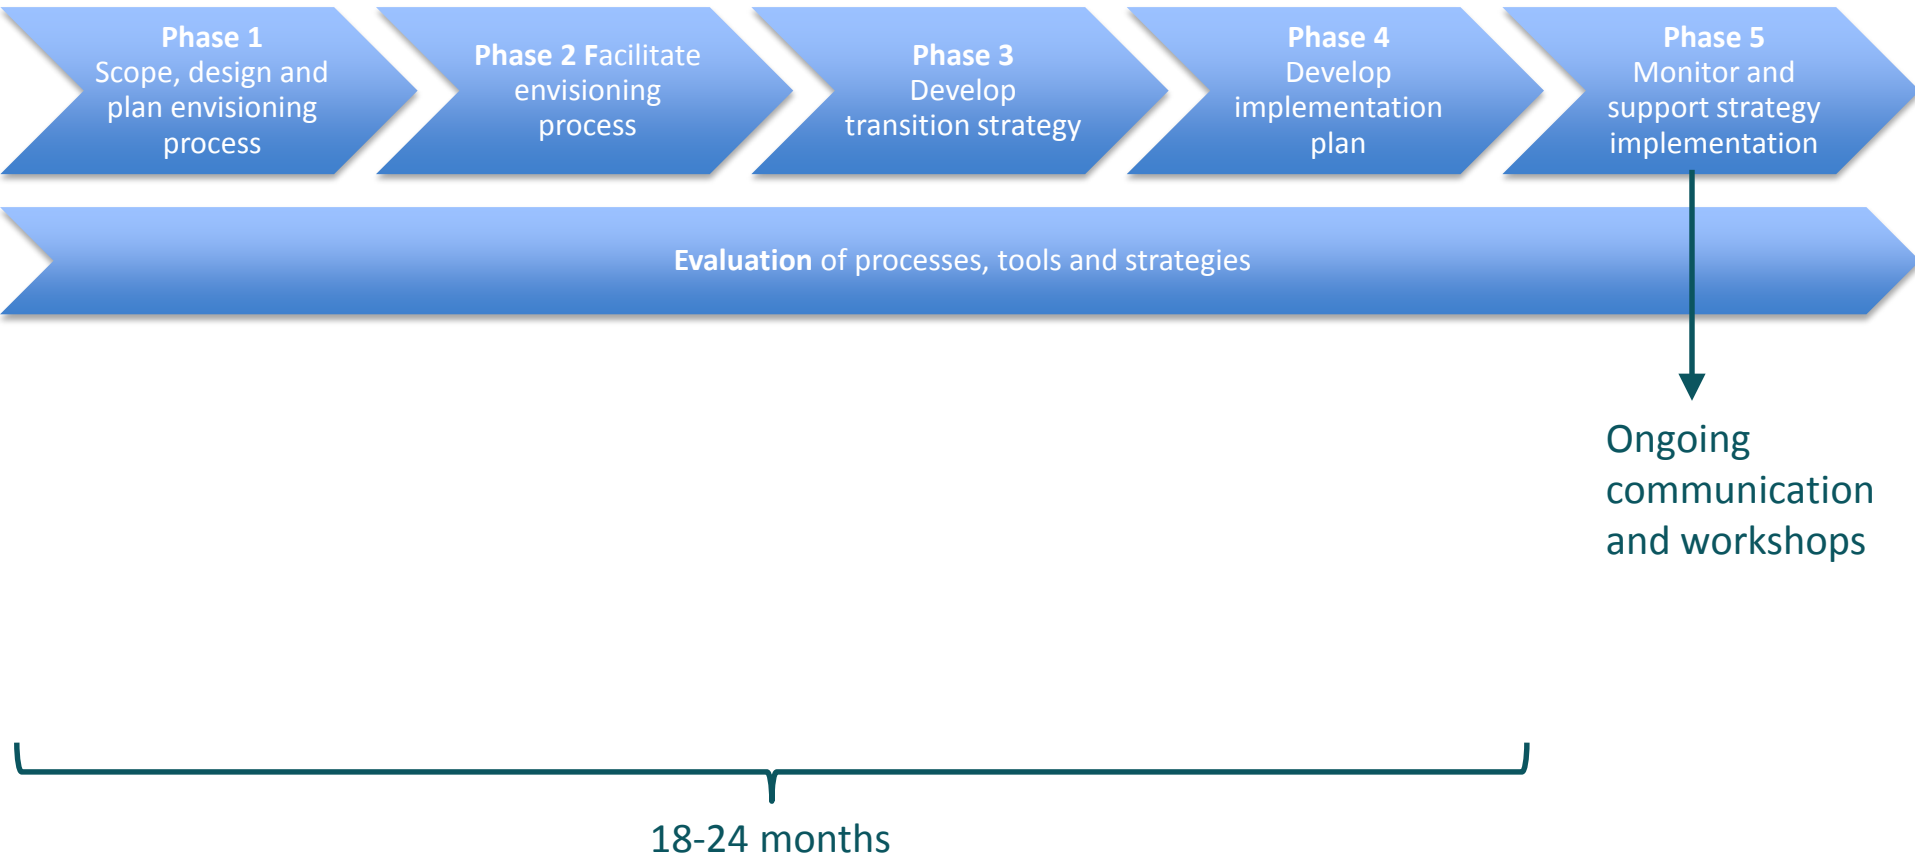 Phase 1
Scope, design and
plan envisioning
process
Phase 2 Facilitate
envisioning
process
Phase 3
Develop
transition strategy
Phase 4
Develop
implementation
plan
Phase 5
Monitor and
support strategy
implementation
Evaluation of processes, tools and strategies
Ongoing
communication
and workshops
18-24 months